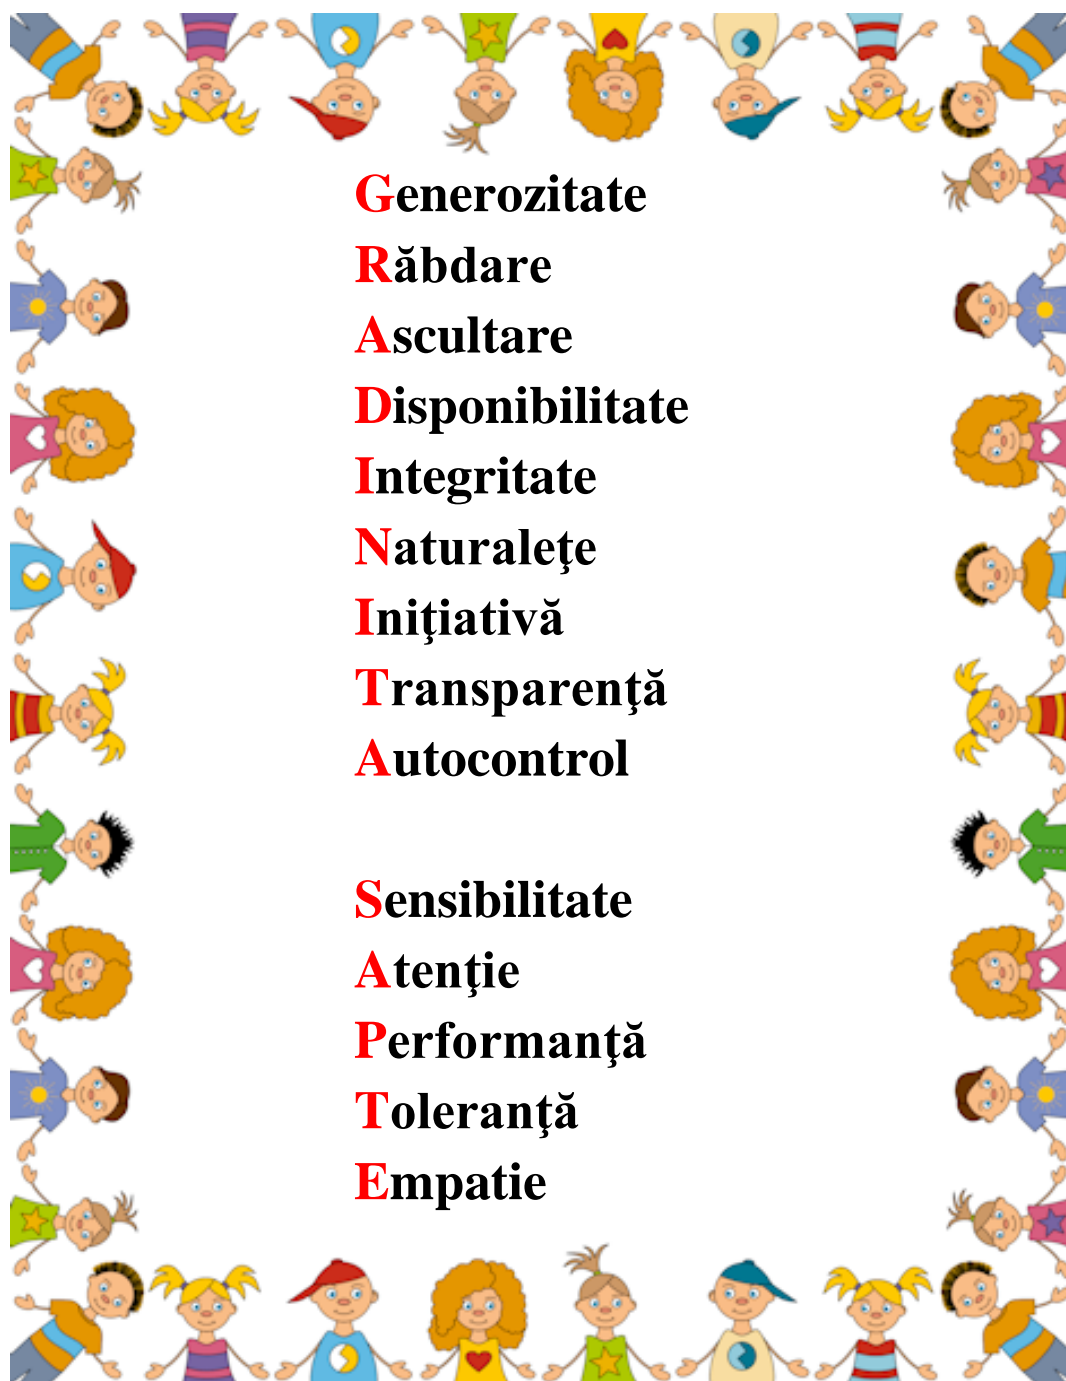 Generozitate
Răbdare
Ascultare
Disponibilitate
Integritate
Naturaleţe
Iniţiativă
Transparenţă
Autocontrol
Sensibilitate
Atenţie
Performanţă
Toleranţă
Empatie